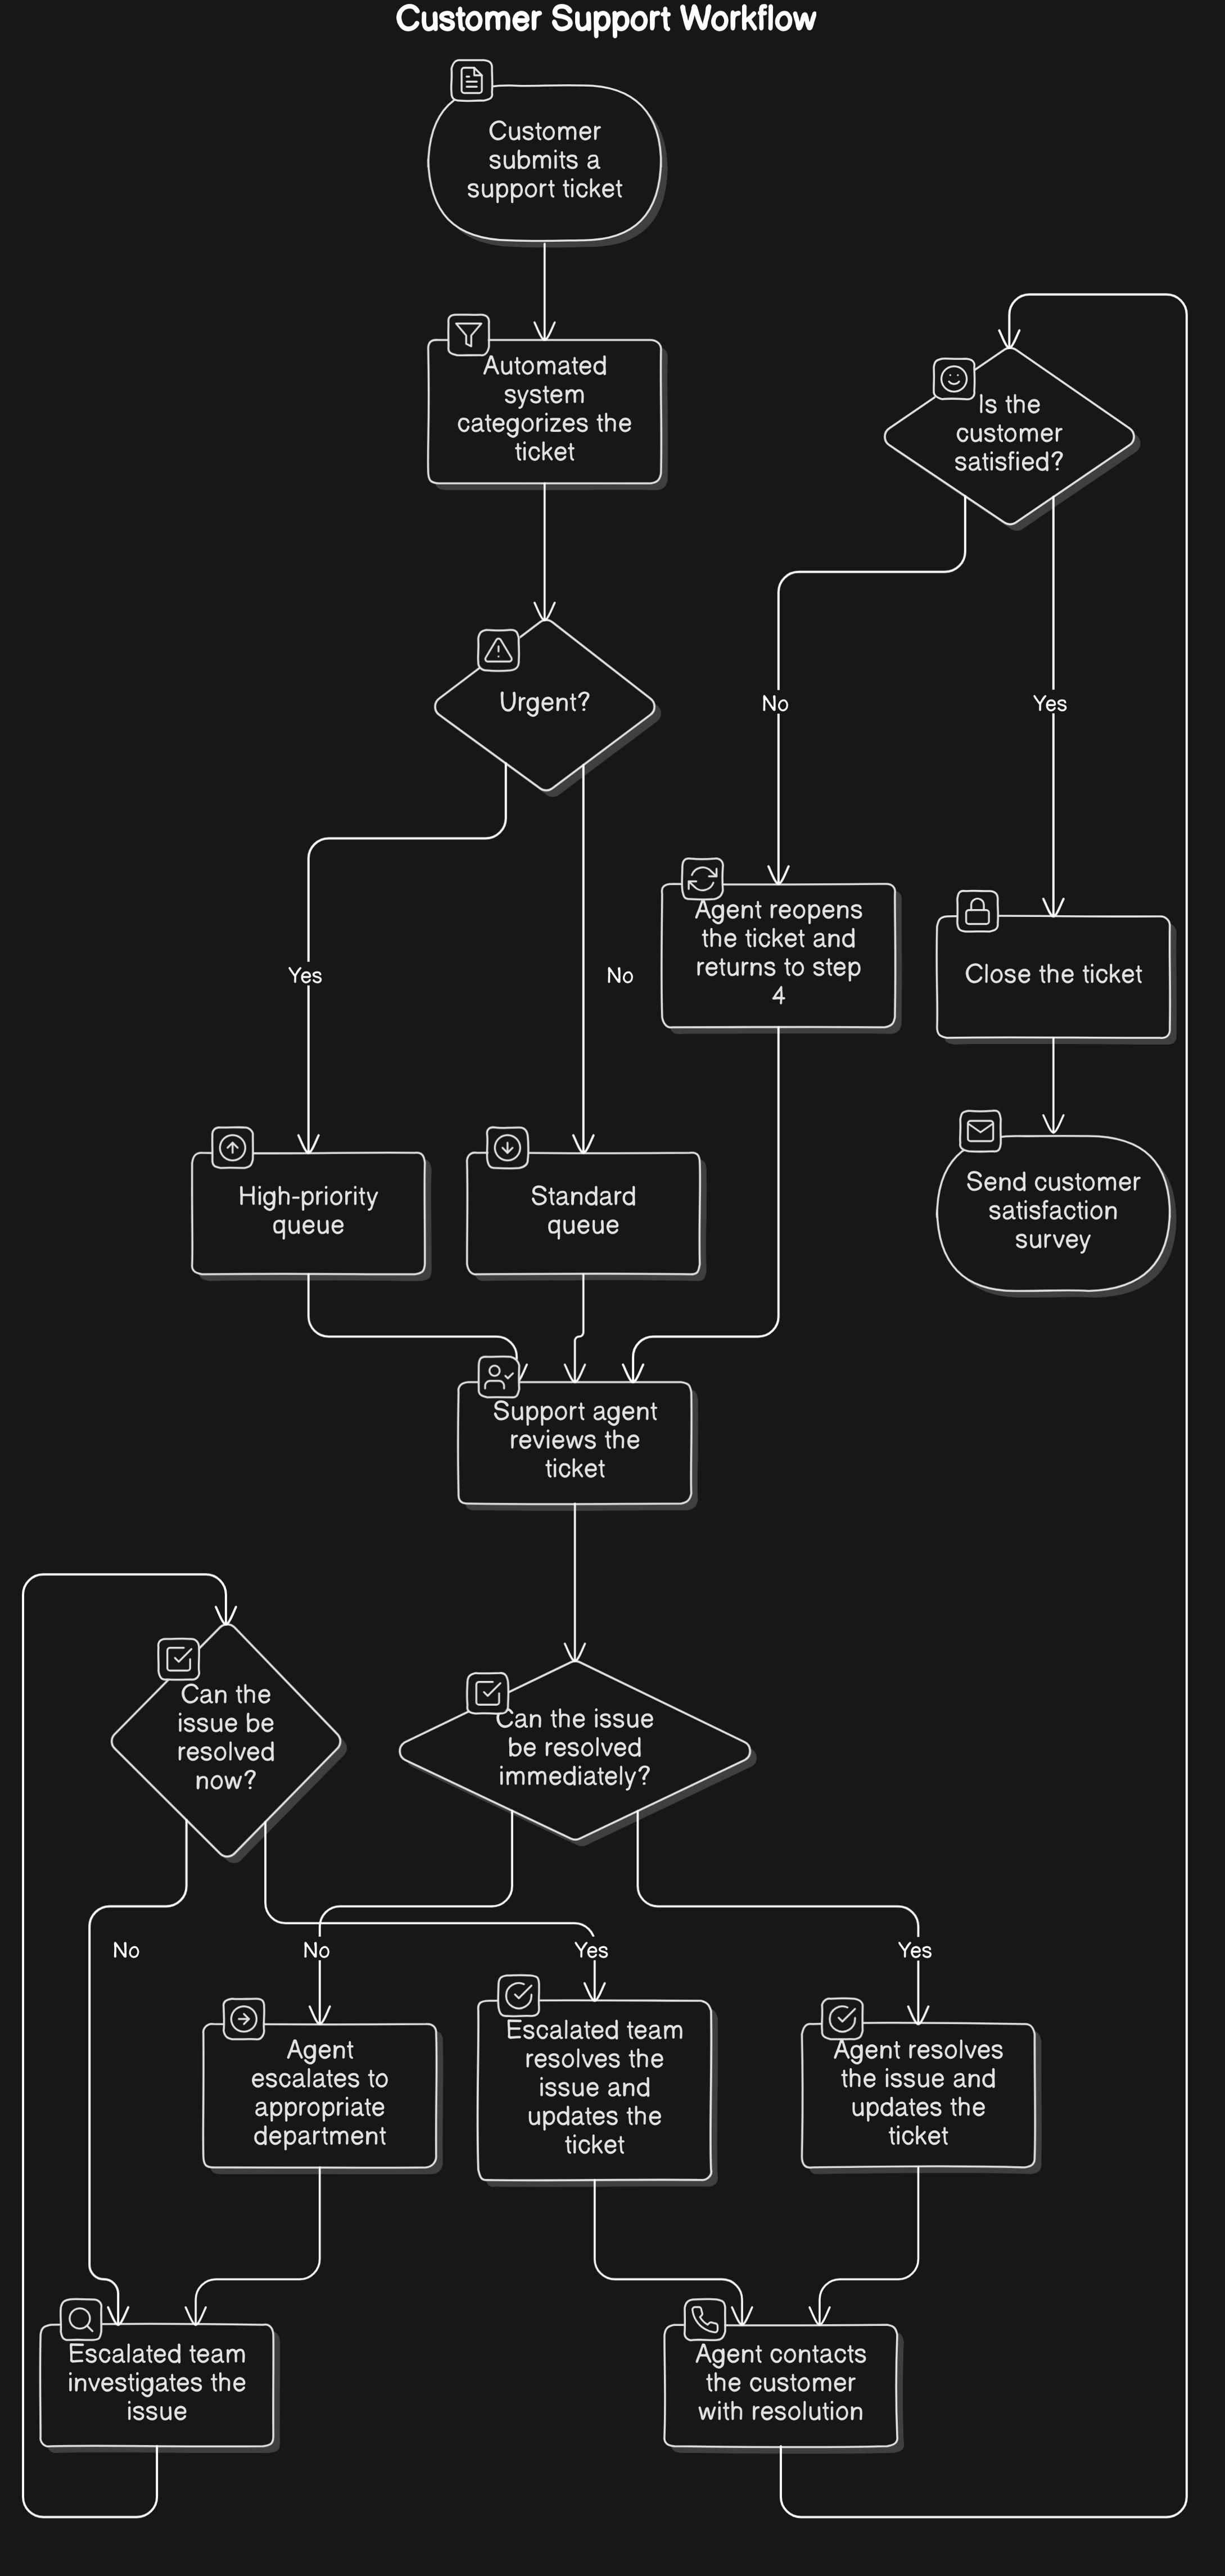 Customer Support Workflow
Customer
submits a
support ticket
Automated
system
categorizes the
ticket
Is the
customer
satisfied?
Urgent?
No
Yes
Agent reopens
the ticket and
returns to step
4
Close the ticket
Yes
No
Send customer
satisfaction
survey
High-priority
queue
Standard
queue
Support agent
reviews the
ticket
Can the
issue be
resolved
now?
Can the issue
be resolved
immediately?
No
No
Yes
Yes
Agent
escalates to
appropriate
department
Escalated team
resolves the
issue and
updates the
ticket
Agent resolves
the issue and
updates the
ticket
Escalated team
investigates the
issue
Agent contacts
the customer
with resolution